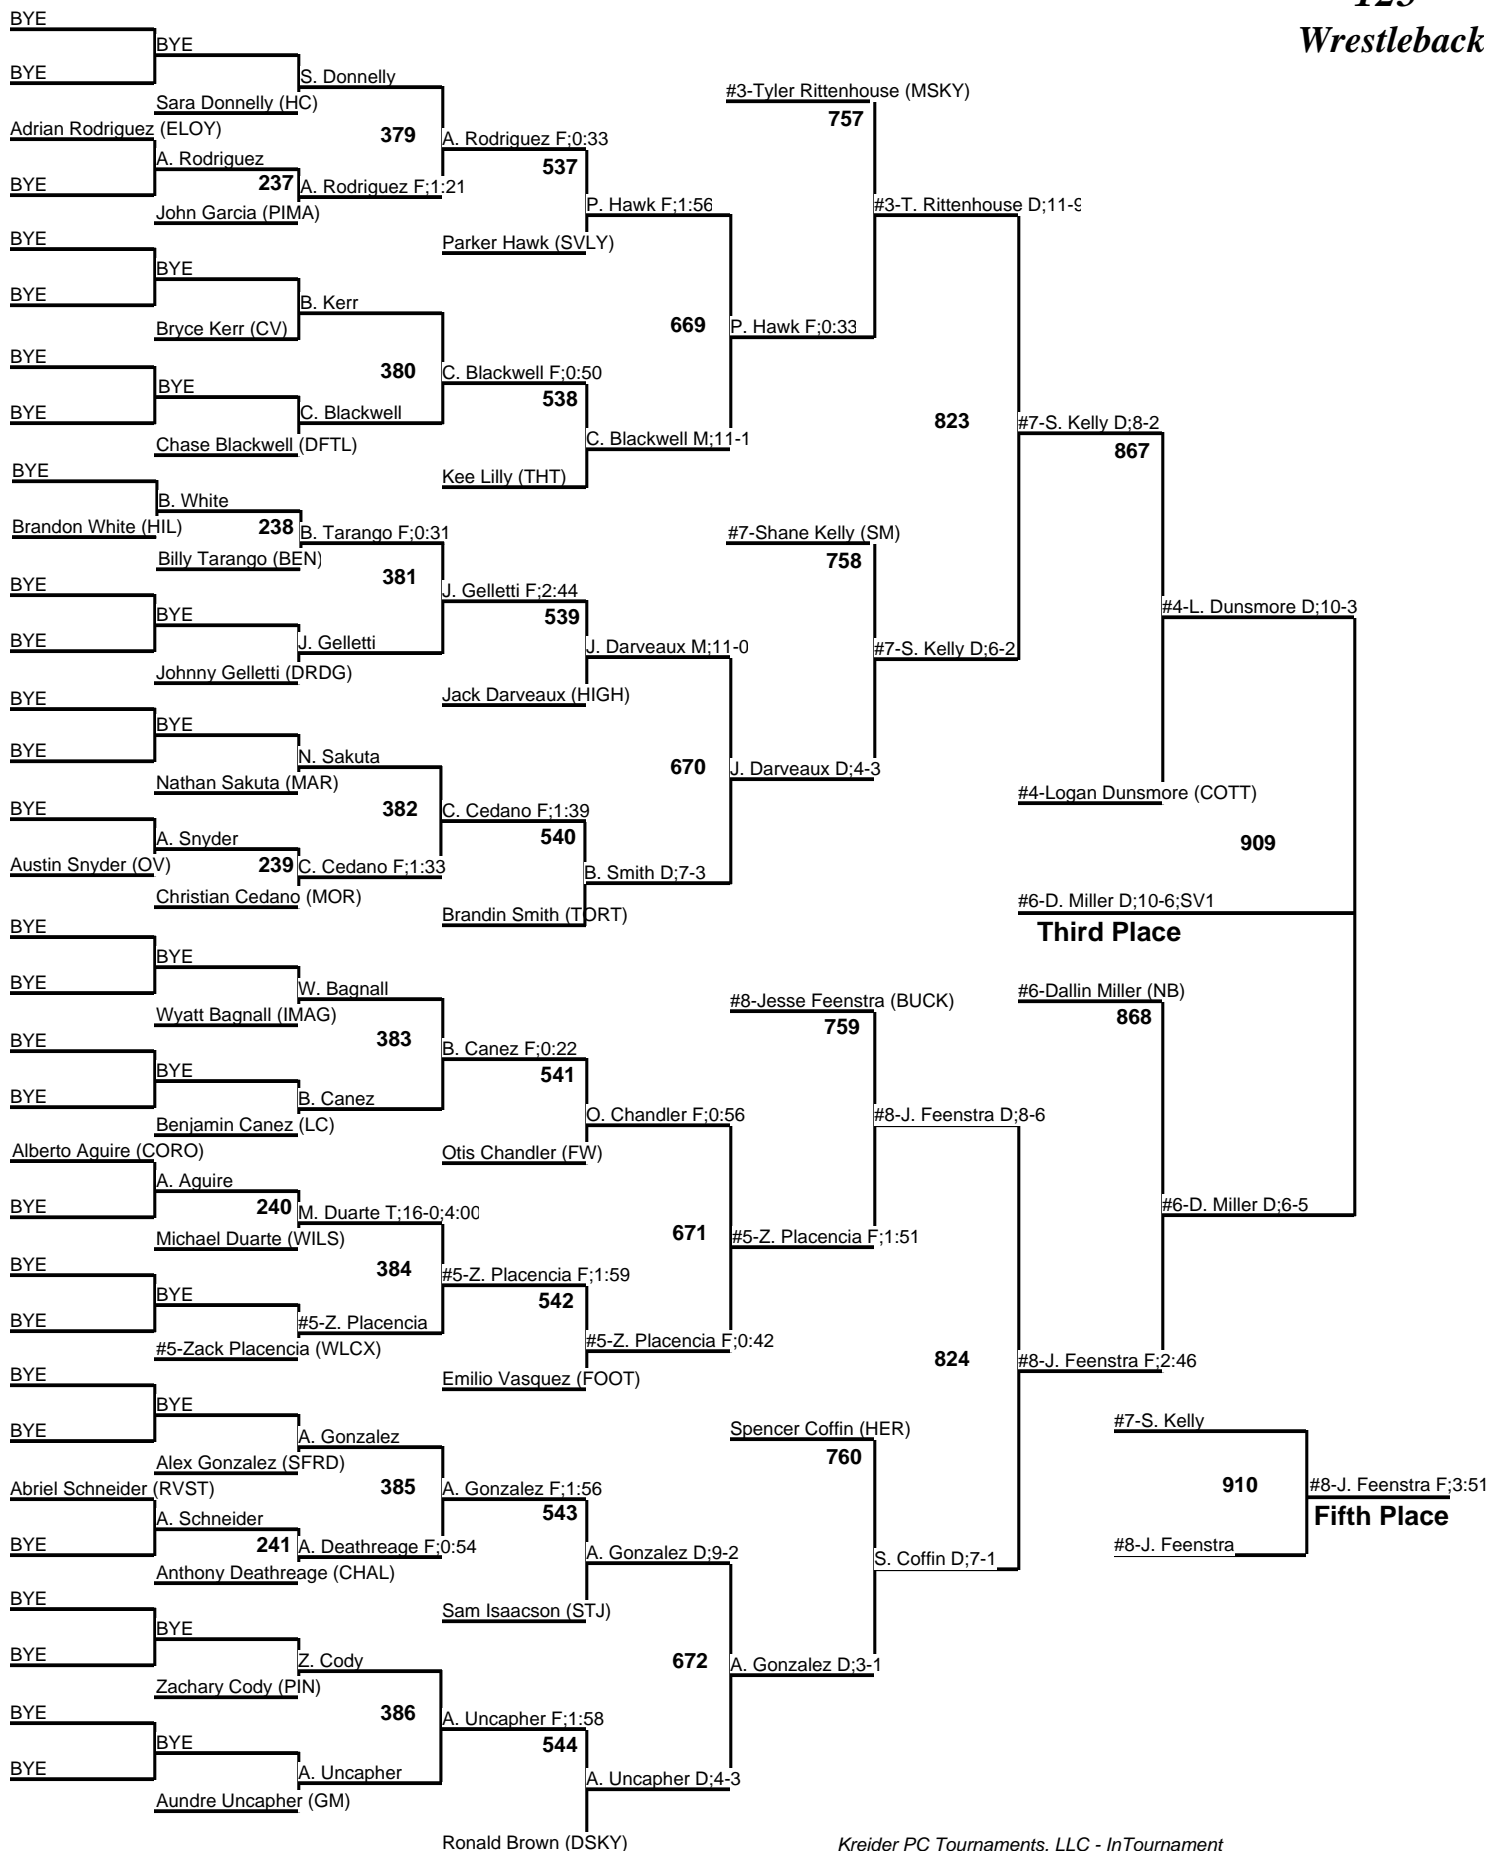 Wrestleback
BYE
BYE
BYE
S. Donnelly
Sara Donnelly (HC)
Adrian Rodriguez (ELOY)
A. Rodriguez
BYE
237
A. Rodriguez F;1:21
John Garcia (PIMA)
379
A. Rodriguez F;0:33
537
P. Hawk F;1:56
Parker Hawk (SVLY)
BYE
BYE
BYE
B. Kerr
Bryce Kerr (CV)
BYE
BYE
BYE
C. Blackwell
Chase Blackwell (DFTL)
380
C. Blackwell F;0:50
538
C. Blackwell M;11-1
Kee Lilly (THT)
669
P. Hawk F;0:33
#3-Tyler Rittenhouse (MSKY)
757
#3-T. Rittenhouse D;11-9
BYE
B. White
Brandon White (HIL)
238
B. Tarango F;0:31
Billy Tarango (BEN)
BYE
BYE
BYE
J. Gelletti
Johnny Gelletti (DRDG)
381
J. Gelletti F;2:44
539
J. Darveaux M;11-0
Jack Darveaux (HIGH)
BYE
BYE
BYE
N. Sakuta
Nathan Sakuta (MAR)
BYE
A. Snyder
Austin Snyder (OV)
239
C. Cedano F;1:33
Christian Cedano (MOR)
382
C. Cedano F;1:39
540
B. Smith D;7-3
Brandin Smith (TORT)
670
J. Darveaux D;4-3
#7-Shane Kelly (SM)
758
#7-S. Kelly D;6-2
823
#7-S. Kelly D;8-2
867
#4-L. Dunsmore D;10-3
#4-Logan Dunsmore (COTT)
909
#6-D. Miller D;10-6;SV1
Third Place
BYE
BYE
BYE
W. Bagnall
Wyatt Bagnall (IMAG)
BYE
BYE
BYE
B. Canez
Benjamin Canez (LC)
383
B. Canez F;0:22
541
O. Chandler F;0:56
Otis Chandler (FW)
Alberto Aguire (CORO)
A. Aguire
BYE
240
M. Duarte T;16-0;4:00
Michael Duarte (WILS)
BYE
BYE
BYE
#5-Z. Placencia
#5-Zack Placencia (WLCX)
384
#5-Z. Placencia F;1:59
542
#5-Z. Placencia F;0:42
Emilio Vasquez (FOOT)
671
#5-Z. Placencia F;1:51
#8-Jesse Feenstra (BUCK)
759
#8-J. Feenstra D;8-6
#6-Dallin Miller (NB)
868
#6-D. Miller D;6-5
BYE
BYE
BYE
A. Gonzalez
Alex Gonzalez (SFRD)
Abriel Schneider (RVST)
A. Schneider
BYE
241
A. Deathreage F;0:54
Anthony Deathreage (CHAL)
385
A. Gonzalez F;1:56
543
A. Gonzalez D;9-2
Sam Isaacson (STJ)
BYE
BYE
BYE
Z. Cody
Zachary Cody (PIN)
BYE
BYE
BYE
A. Uncapher
Aundre Uncapher (GM)
386
A. Uncapher F;1:58
544
A. Uncapher D;4-3
Ronald Brown (DSKY)
672
A. Gonzalez D;3-1
Spencer Coffin (HER)
760
S. Coffin D;7-1
824
#8-J. Feenstra F;2:46
#7-S. Kelly
910
#8-J. Feenstra F;3:51
Fifth Place
#8-J. Feenstra
Kreider PC Tournaments, LLC - InTournament